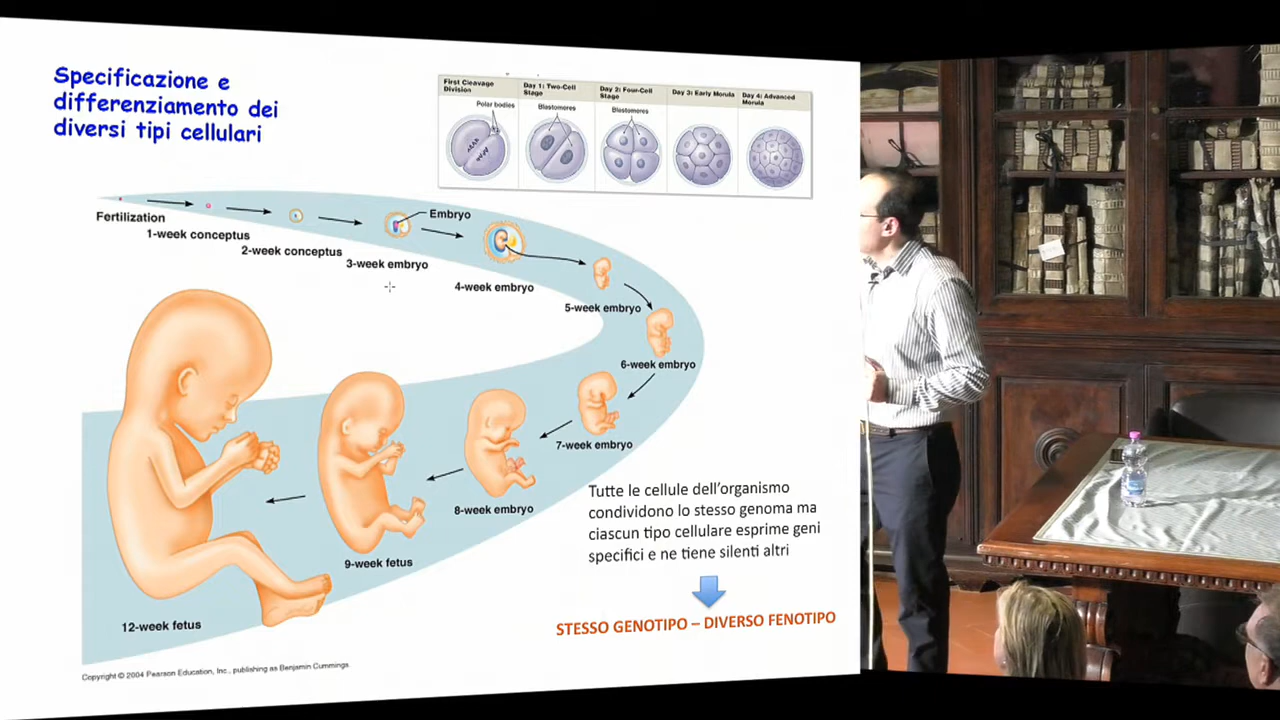 Specificazione e
differenziamento dei
diversi tipi cellulari
First Cleavage
Division
Polar bodies
Day 1: Two-Cell
Stage
Blastomeres
Day 2: Four-Cell
Stage
Blastomeres
Day 3: Early Morula
Day 4: Advanced
Morula
Fertilization
1-week conceptus
2-week conceptus
3-week embryo
Embryo
4-week embryo
5-week embryo
6-week embryo
7-week embryo
8-week embryo
9-week fetus
12-week fetus
Tutte le cellule dell'organismo
condividono lo stesso genoma ma
ciascun tipo cellulare esprime geni
specifici e ne tiene silenti altri
STESSO GENOTIPO – DIVERSO FENOTIPO
Copyright © 2004 Pearson Education, Inc., publishing as Benjamin Cummings